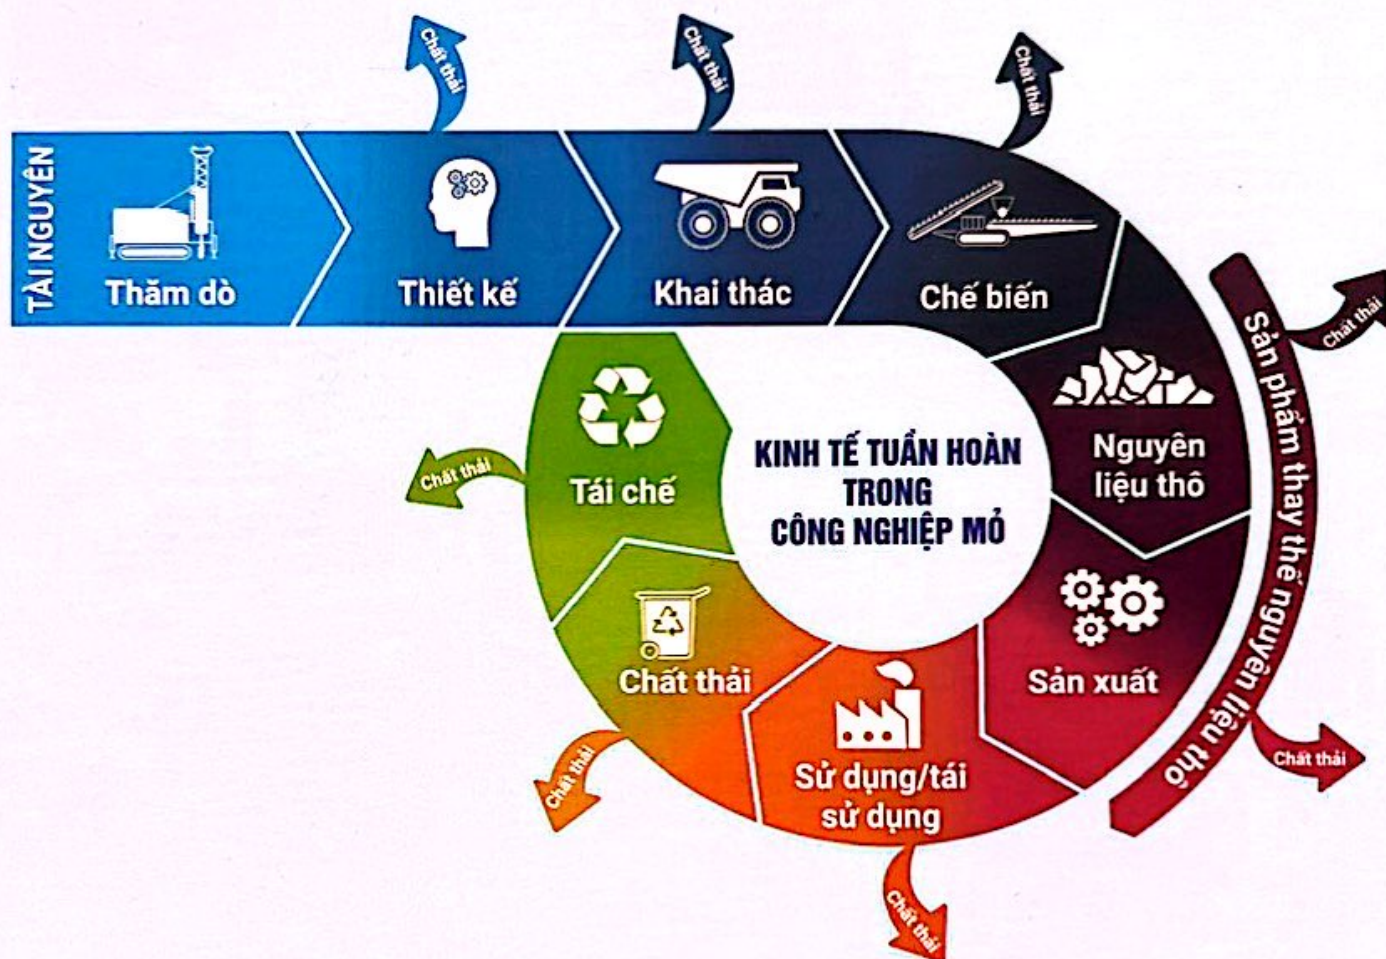 TÀI NGUYÊN
Thăm dò
Thiết kế
Khai thác
Chế biến
Nguyên
liệu thô
Sản xuất
Sử dụng/tái
sử dụng
Chất thải
Tái chế
KINH TẾ TUẦN HOÀN
TRONG
CÔNG NGHIỆP MỎ
Sản phẩm thay thế nguyên liệu thô
Chất thải
Chất thải
Chất thải
Chất thải
Chất thải
Chất thải
Chất thải
Chất thải